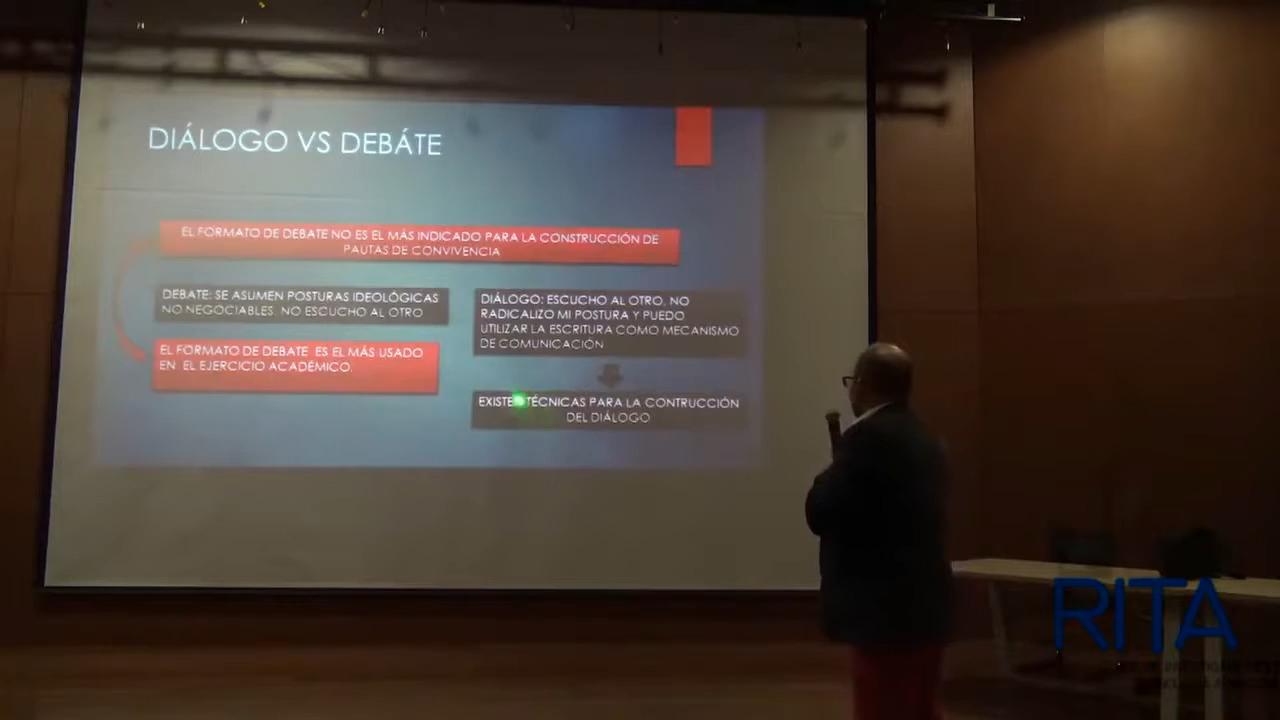 DIÁLOGO VS DEBÁTE
EL FORMATO DE DEBATE NO ES EL MÁS INDICADO PARA LA CONSTRUCCIÓN DE
PAUTAS DE CONVIVENCIA
DEBATE: SE ASUMEN POSTURAS IDEOLÓGICAS
NO NEGOCIABLES, NO ESCUCHO AL OTRO
EL FORMATO DE DEBATE ES EL MÁS USADO
EN EL EJERCICIO ACADÉMICO.
DIÁLOGO: ESCUCHO AL OTRO, NO
RADICALIZO MI POSTURA Y PUEDO
UTILIZAR LA ESCRITURA COMO MECANISMO
DE COMUNICACIÓN
EXISTEN TÉCNICAS PARA LA CONTRUCCIÓN
DEL DIÁLOGO
RITA